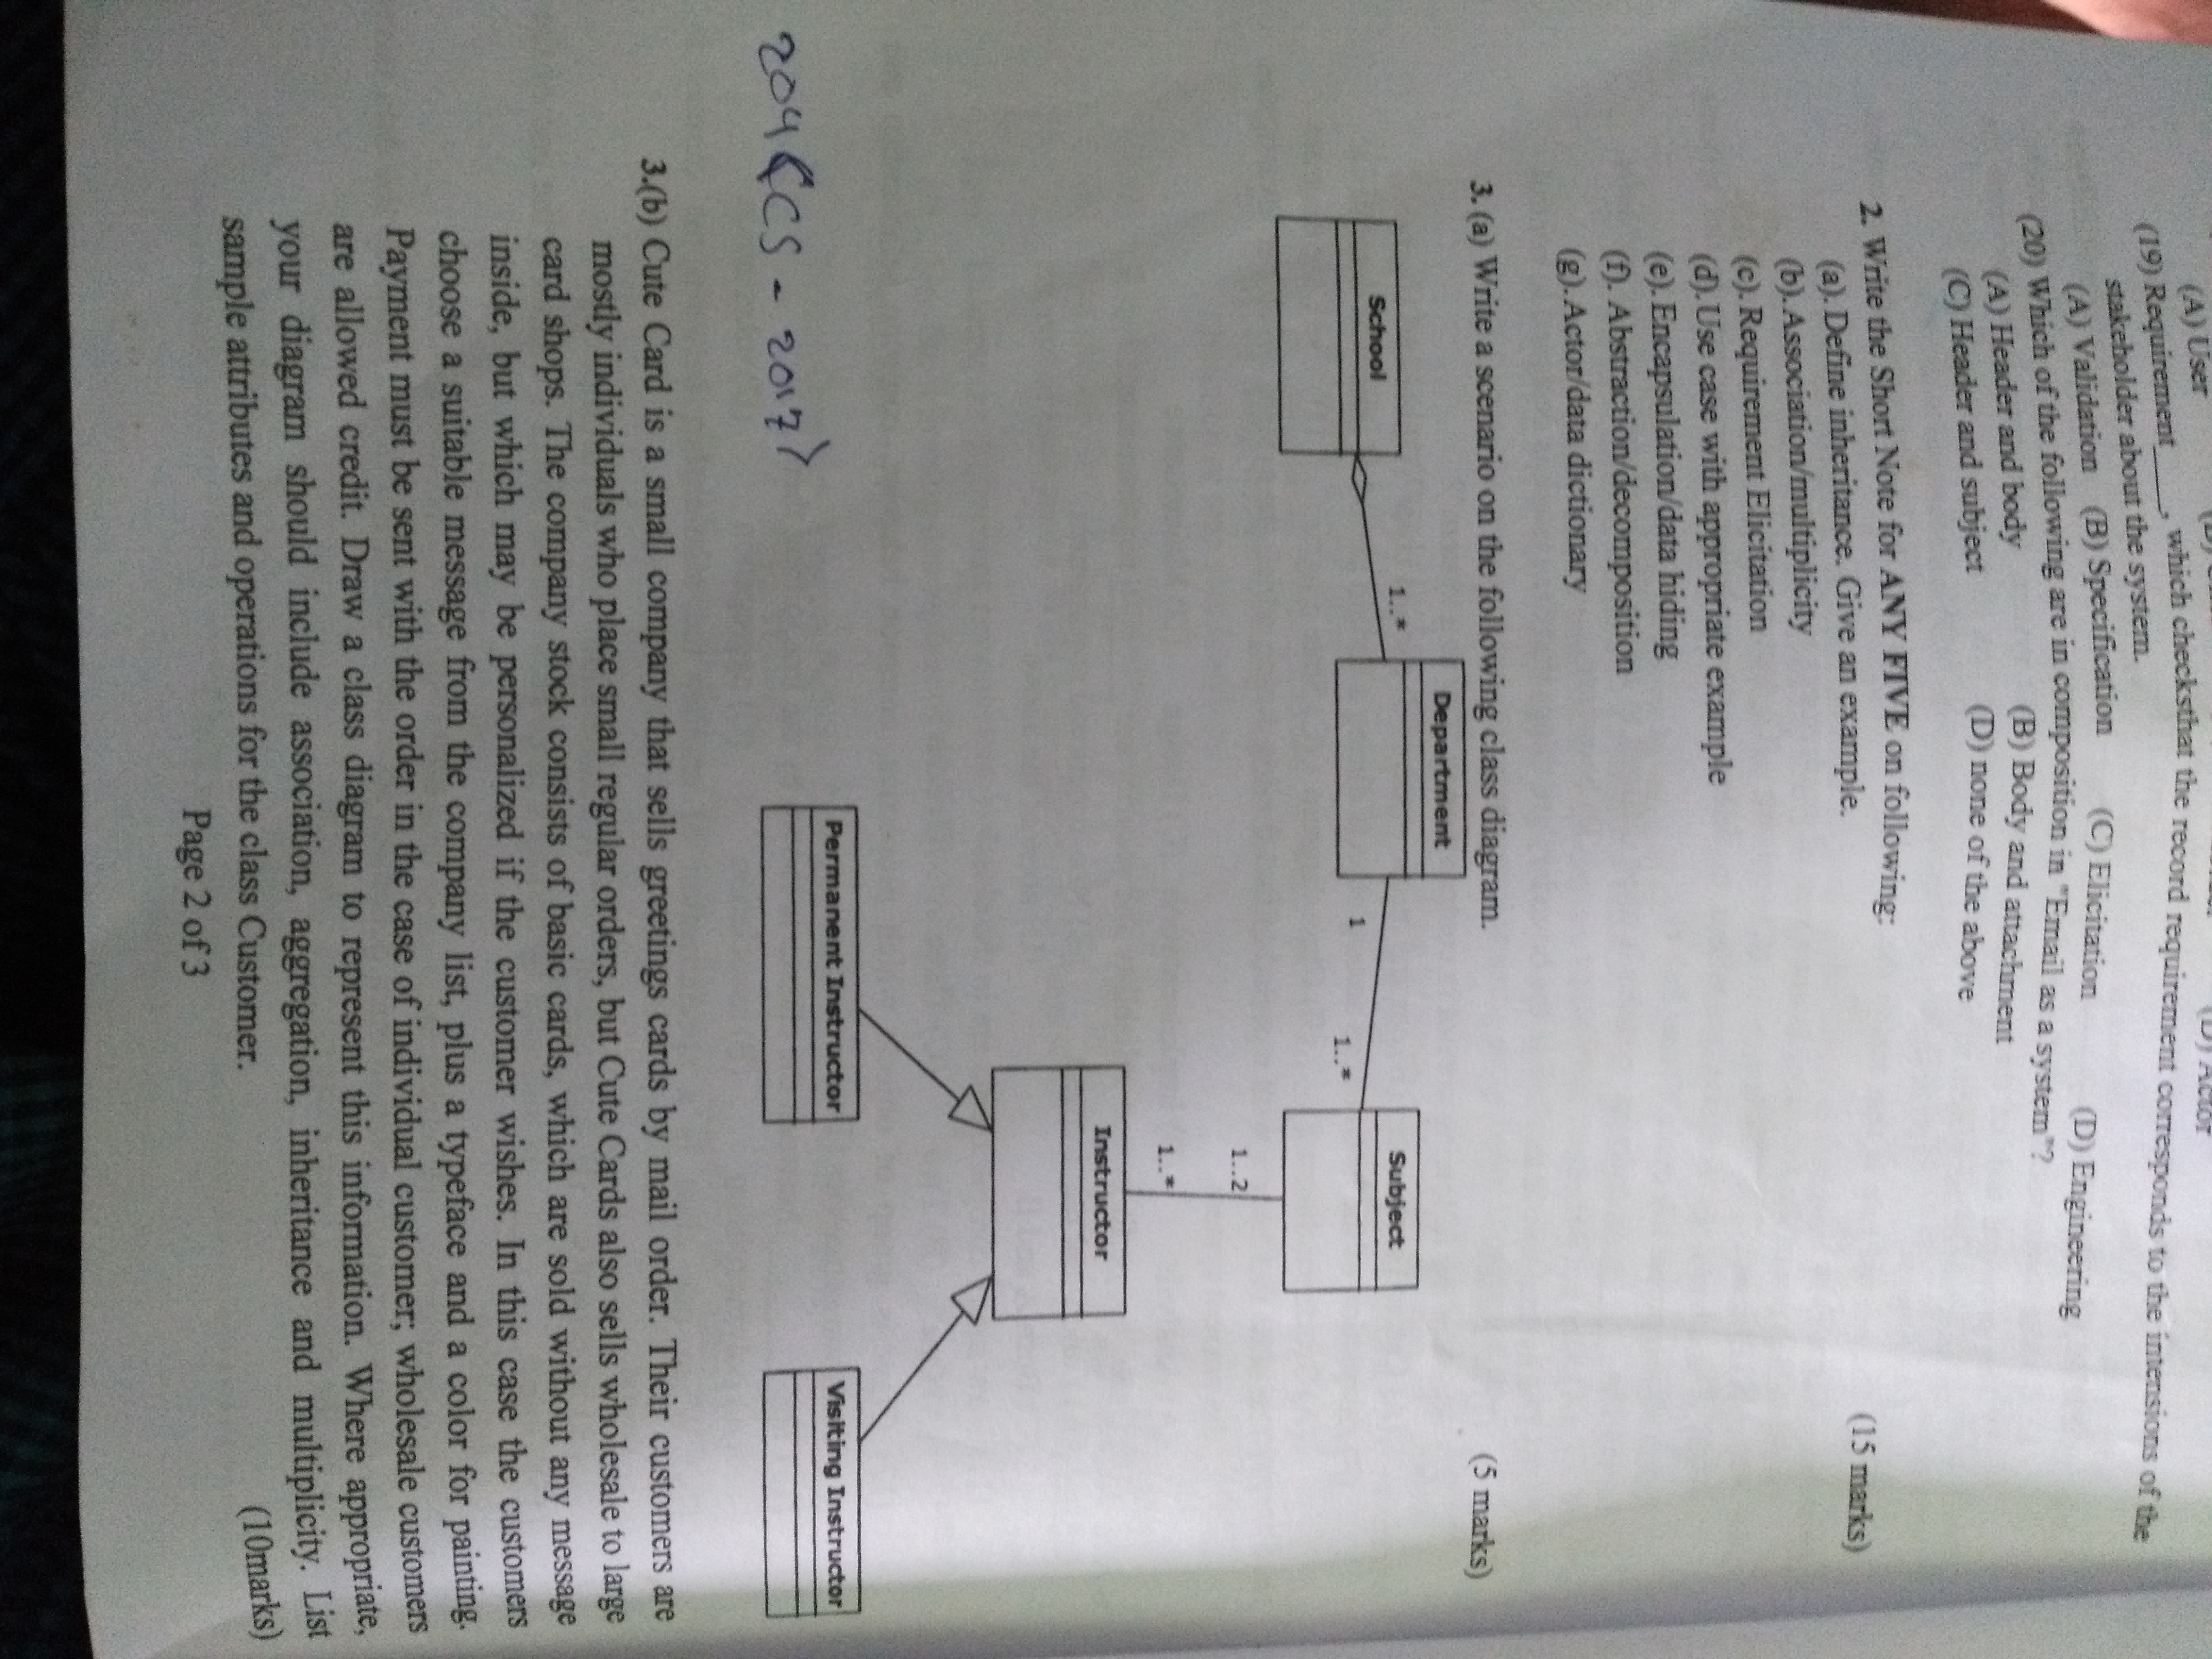 (A) User
(19) Requirement____, which checksthat the record requirement corresponds to the intensions of the
stakeholder about the system.
(A) Validation (B) Specification (C) Elicitation (D) Engineering
(20) Which of the following are in composition in "Email as a system"?
(A) Header and body (B) Body and attachment
(C) Header and subject (D) none of the above
2. Write the Short Note for ANY FIVE on following: (15 marks)
(a). Define inheritance. Give an example.
(b). Association/multiplicity
(c). Requirement Elicitation
(d). Use case with appropriate example
(e). Encapsulation/data hiding
(f). Abstraction/decomposition
(g). Actor/data dictionary
3. (a) Write a scenario on the following class diagram. (5 marks)
School
1..*
Department
1
1..*
Subject
1..2
1..*
Instructor
Permanent Instructor
Visiting Instructor
3.(b) Cute Card is a small company that sells greetings cards by mail order. Their customers are
mostly individuals who place small regular orders, but Cute Cards also sells wholesale to large
card shops. The company stock consists of basic cards, which are sold without any message
inside, but which may be personalized if the customer wishes. In this case the customers
choose a suitable message from the company list, plus a typeface and a color for painting.
Payment must be sent with the order in the case of individual customer; wholesale customers
are allowed credit. Draw a class diagram to represent this information. Where appropriate,
your diagram should include association, aggregation, inheritance and multiplicity. List
sample attributes and operations for the class Customer. (10marks)
Page 2 of 3